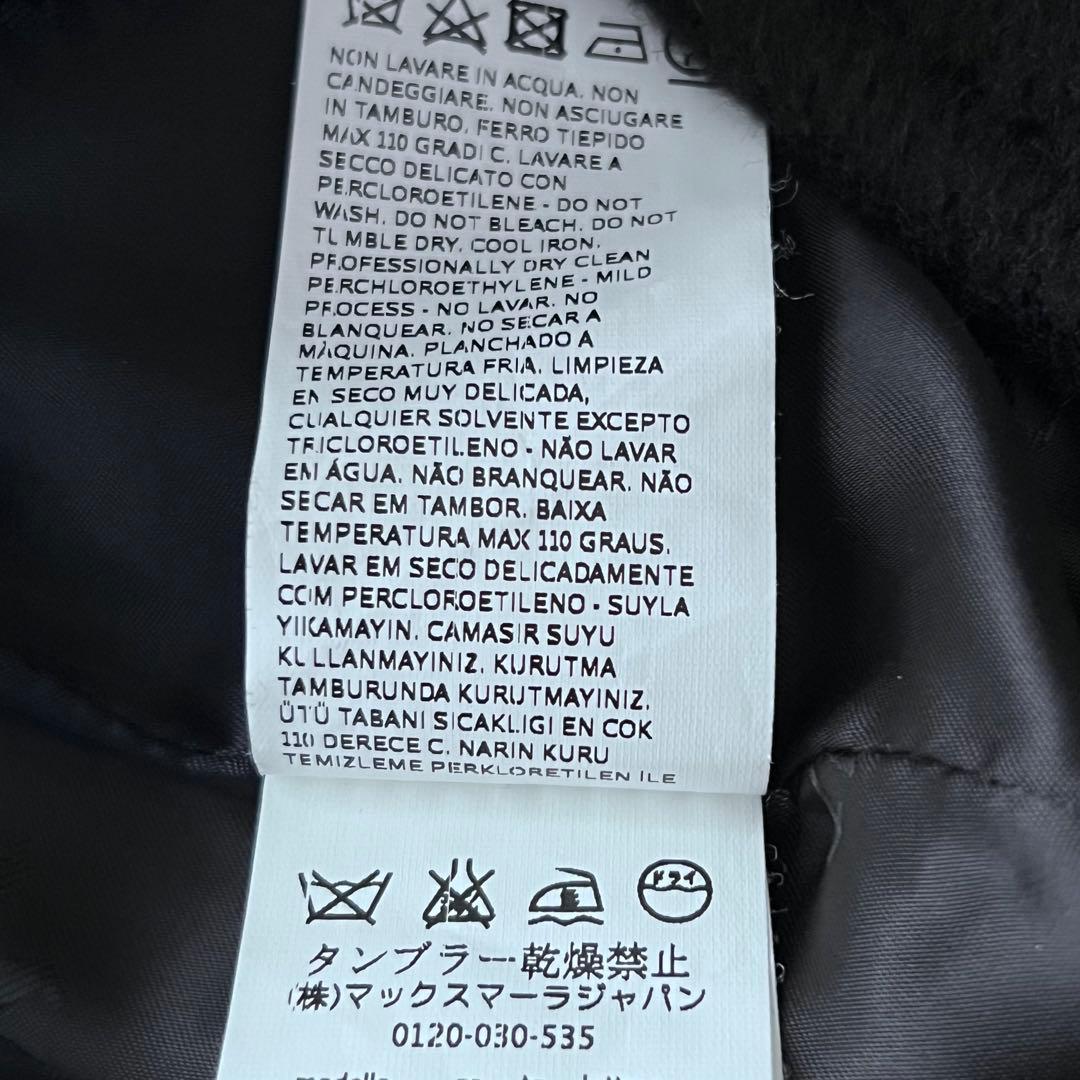 NON LAVARE IN ACQUA. NON
CANDEGGIARE. NON ASCIUGARE
IN TAMBURO. FERRO TIEPIDO
MAX 110 GRADI C. LAVARE A
SECCO DELICATO CON
PERCLOROETILENE - DO NOT
WASH. DO NOT BLEACH. DO NOT
TUMBLE DRY. COOL IRON.
PROFESSIONALLY DRY CLEAN
PERCHLOROETHYLENE - MILD
PROCESS - NO LAVAR. NO
BLANQUEAR. NO SECAR A
MÁQUINA. PLANCHADO A
TEMPERATURA FRIA. LIMPIEZA
EN SECO MUY DELICADA,
CUALQUIER SOLVENTE EXCEPTO
TRICLOROETILENO - NÃO LAVAR
EM ÁGUA. NÃO BRANQUEAR. NÃO
SECAR EM TAMBOR. BAIXA
TEMPERATURA MAX 110 GRAUS.
LAVAR EM SECO DELICADAMENTE
COM PERCLOROETILENO - SUYLA
YIKAMAYIN. CAMASIR SUYU
KULLANMAYINIZ. KURUTMA
TAMBURUNDA KURUTMAYINIZ.
ÜTÜ TABANI SICAKLIGI EN COK
110 DERECE C. NARIN KURU
TEMIZLEME PERKLORETILEN İLE
ドライ
タンブラー乾燥禁止
(株)マックスマーラジャパン
0120-030-535